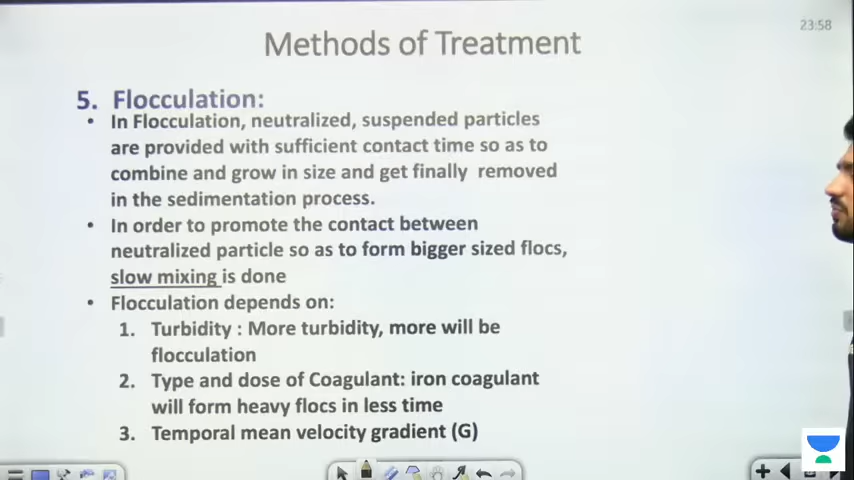 23:58
Methods of Treatment
5. Flocculation:
• In Flocculation, neutralized, suspended particles
are provided with sufficient contact time so as to
combine and grow in size and get finally removed
in the sedimentation process.
• In order to promote the contact between
neutralized particle so as to form bigger sized flocs,
slow mixing is done
• Flocculation depends on:
1. Turbidity : More turbidity, more will be
flocculation
2. Type and dose of Coagulant: iron coagulant
will form heavy flocs in less time
3. Temporal mean velocity gradient (G)